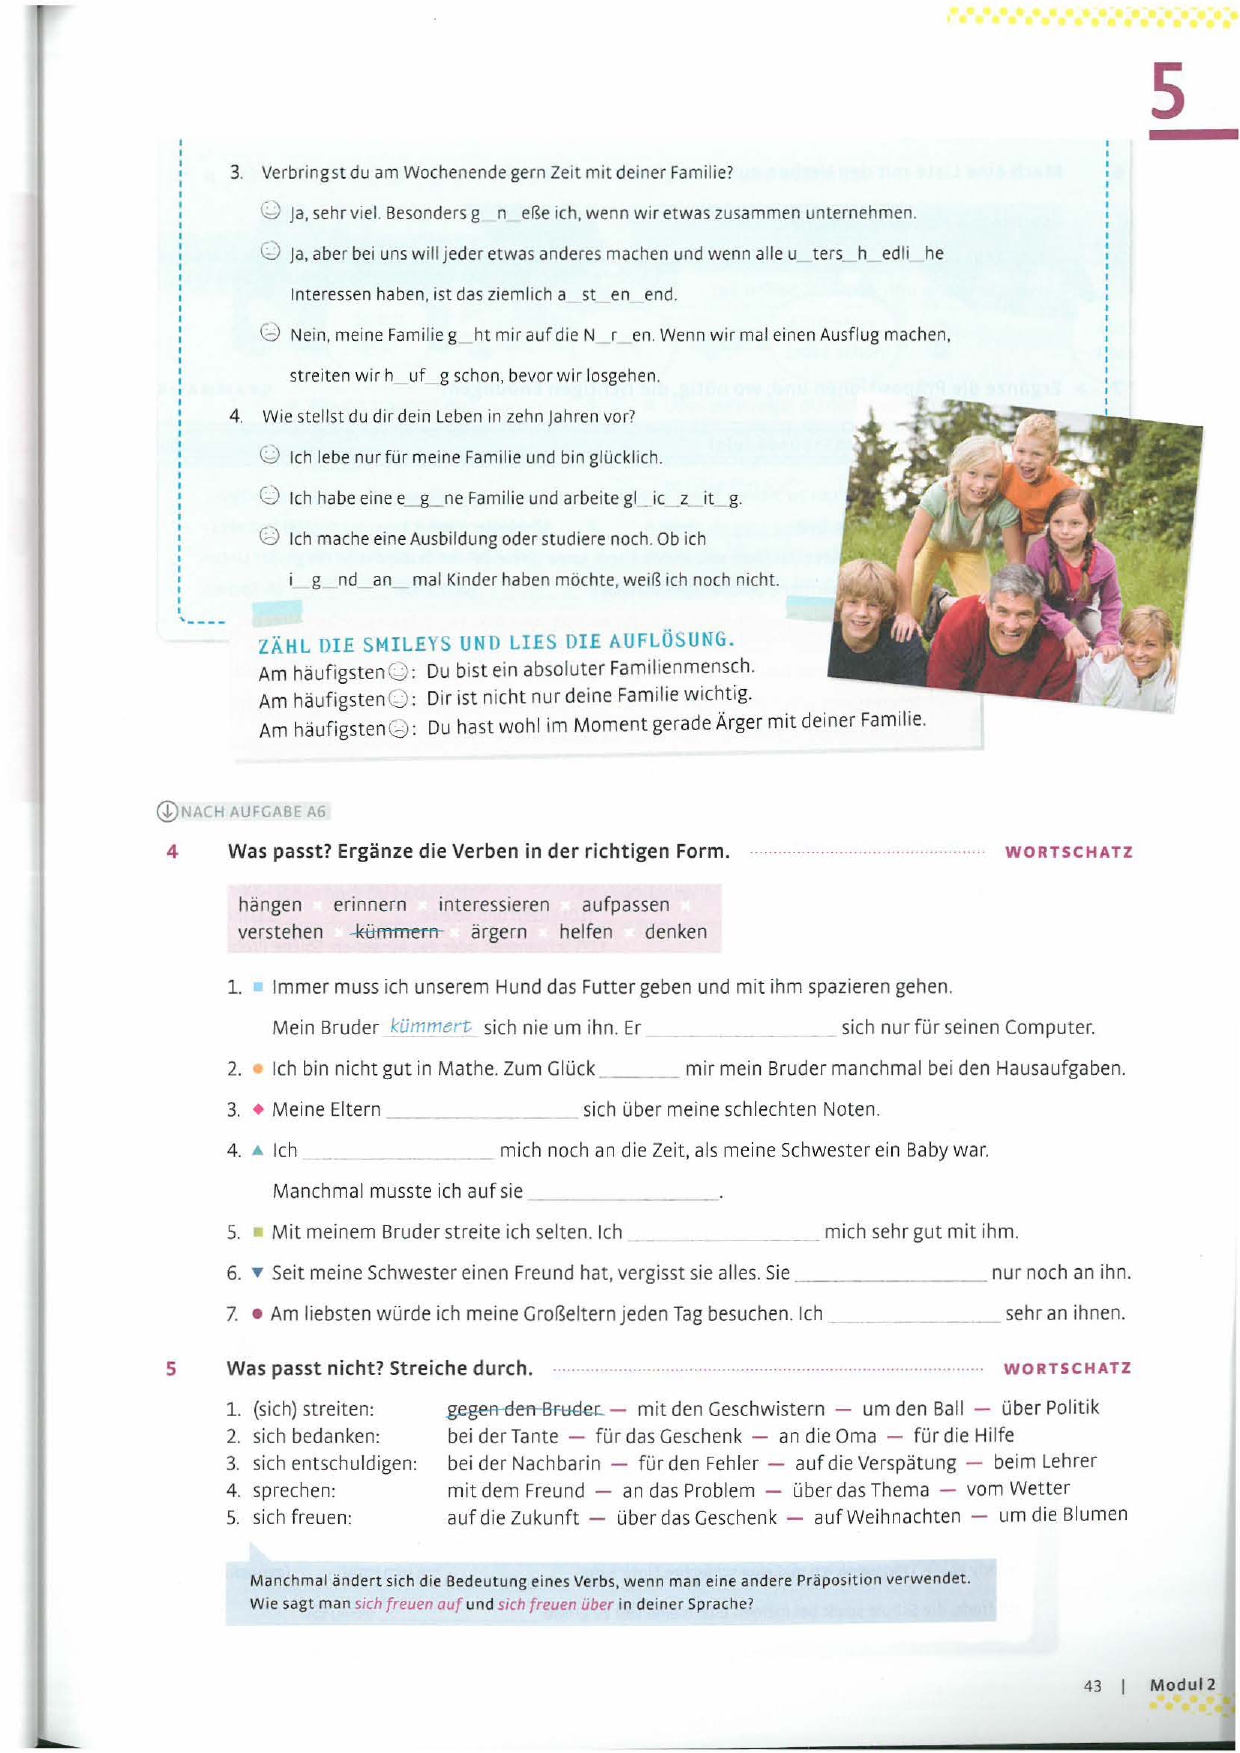 5
3. Verbringst du am Wochenende gern Zeit mit deiner Familie?
☺ Ja, sehr viel. Besonders g_n_eße ich, wenn wir etwas zusammen unternehmen.
😐 Ja, aber bei uns will jeder etwas anderes machen und wenn alle u_ters_h_edli_he
Interessen haben, ist das ziemlich a_st_en_end.
☹ Nein, meine Familie g_ht mir auf die N_r_en. Wenn wir mal einen Ausflug machen,
streiten wir h_uf_g schon, bevor wir losgehen.
4. Wie stellst du dir dein Leben in zehn Jahren vor?
☺ Ich lebe nur für meine Familie und bin glücklich.
😐 Ich habe eine e_g_ne Familie und arbeite gl_ic_z_it_g.
☹ Ich mache eine Ausbildung oder studiere noch. Ob ich
i_g_nd_an_mal Kinder haben möchte, weiß ich noch nicht.
ZÄHL DIE SMILEYS UND LIES DIE AUFLÖSUNG.
Am häufigsten ☺: Du bist ein absoluter Familienmensch.
Am häufigsten 😐: Dir ist nicht nur deine Familie wichtig.
Am häufigsten ☹: Du hast wohl im Moment gerade Ärger mit deiner Familie.
NACH AUFGABE A6
4 Was passt? Ergänze die Verben in der richtigen Form. WORTSCHATZ
hängen × erinnern × interessieren × aufpassen ×
verstehen × kümmern × ärgern × helfen × denken
1. ■ Immer muss ich unserem Hund das Futter geben und mit ihm spazieren gehen.
Mein Bruder kümmert sich nie um ihn. Er ________ sich nur für seinen Computer.
2. ● Ich bin nicht gut in Mathe. Zum Glück ________ mir mein Bruder manchmal bei den Hausaufgaben.
3. ◆ Meine Eltern ________ sich über meine schlechten Noten.
4. ▲ Ich ________ mich noch an die Zeit, als meine Schwester ein Baby war.
Manchmal musste ich auf sie ________.
5. ■ Mit meinem Bruder streite ich selten. Ich ________ mich sehr gut mit ihm.
6. ▼ Seit meine Schwester einen Freund hat, vergisst sie alles. Sie ________ nur noch an ihn.
7. ● Am liebsten würde ich meine Großeltern jeden Tag besuchen. Ich ________ sehr an ihnen.
5 Was passt nicht? Streiche durch. WORTSCHATZ
1. (sich) streiten: gegen den Bruder — mit den Geschwistern — um den Ball — über Politik
2. sich bedanken: bei der Tante — für das Geschenk — an die Oma — für die Hilfe
3. sich entschuldigen: bei der Nachbarin — für den Fehler — auf die Verspätung — beim Lehrer
4. sprechen: mit dem Freund — an das Problem — über das Thema — vom Wetter
5. sich freuen: auf die Zukunft — über das Geschenk — auf Weihnachten — um die Blumen
Manchmal ändert sich die Bedeutung eines Verbs, wenn man eine andere Präposition verwendet.
Wie sagt man sich freuen auf und sich freuen über in deiner Sprache?
43 | Modul 2